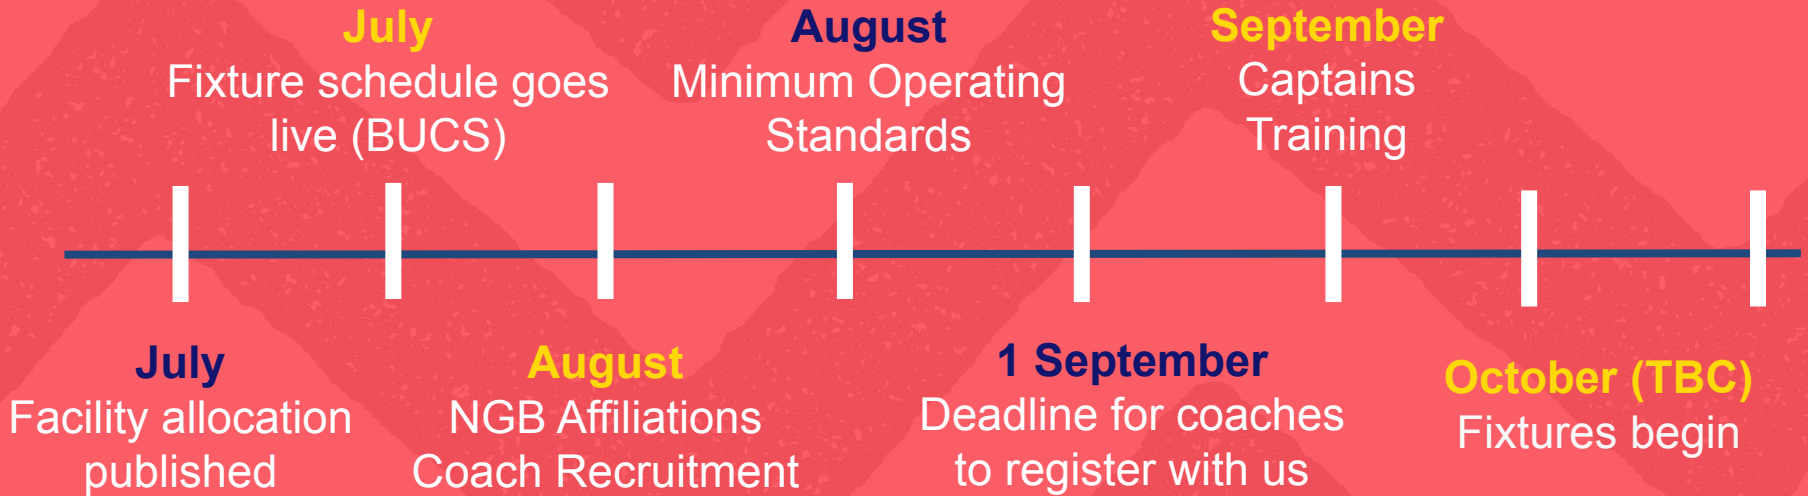 July
Fixture schedule goes
live (BUCS)
August
Minimum Operating
Standards
September
Captains
Training
July
Facility allocation
published
August
NGB Affiliations
Coach Recruitment
1 September
Deadline for coaches
to register with us
October (TBC)
Fixtures begin